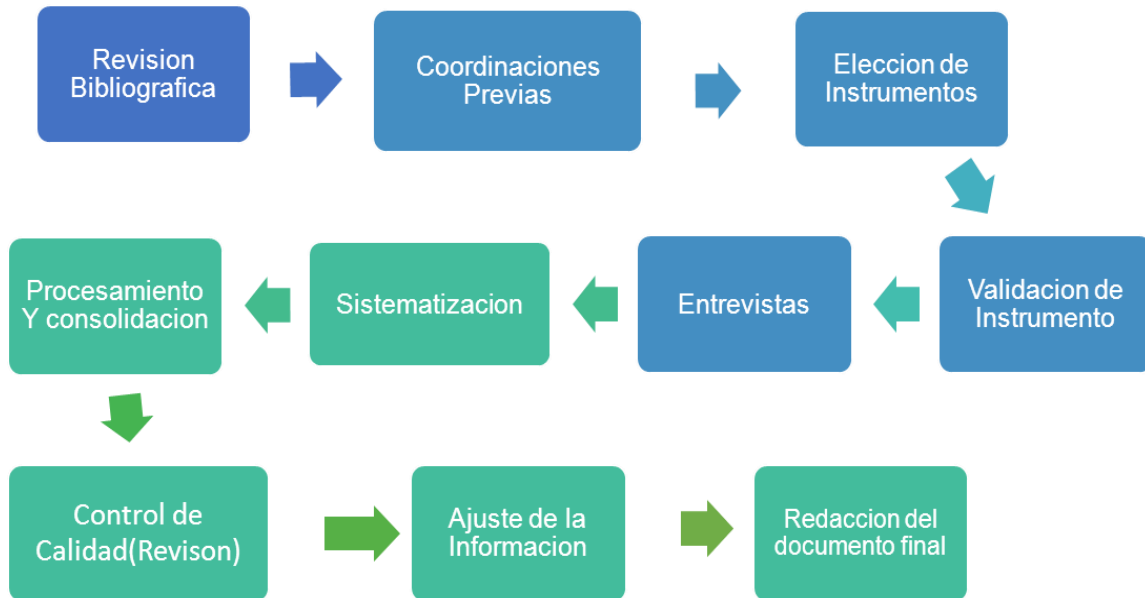 Revision
Bibliografica
Coordinaciones
Previas
Eleccion de
Instrumentos
Validacion de
Instrumento
Entrevistas
Sistematizacion
Procesamiento
Y consolidacion
Control de
Calidad(Revison)
Ajuste de la
Informacion
Redaccion del
documento final